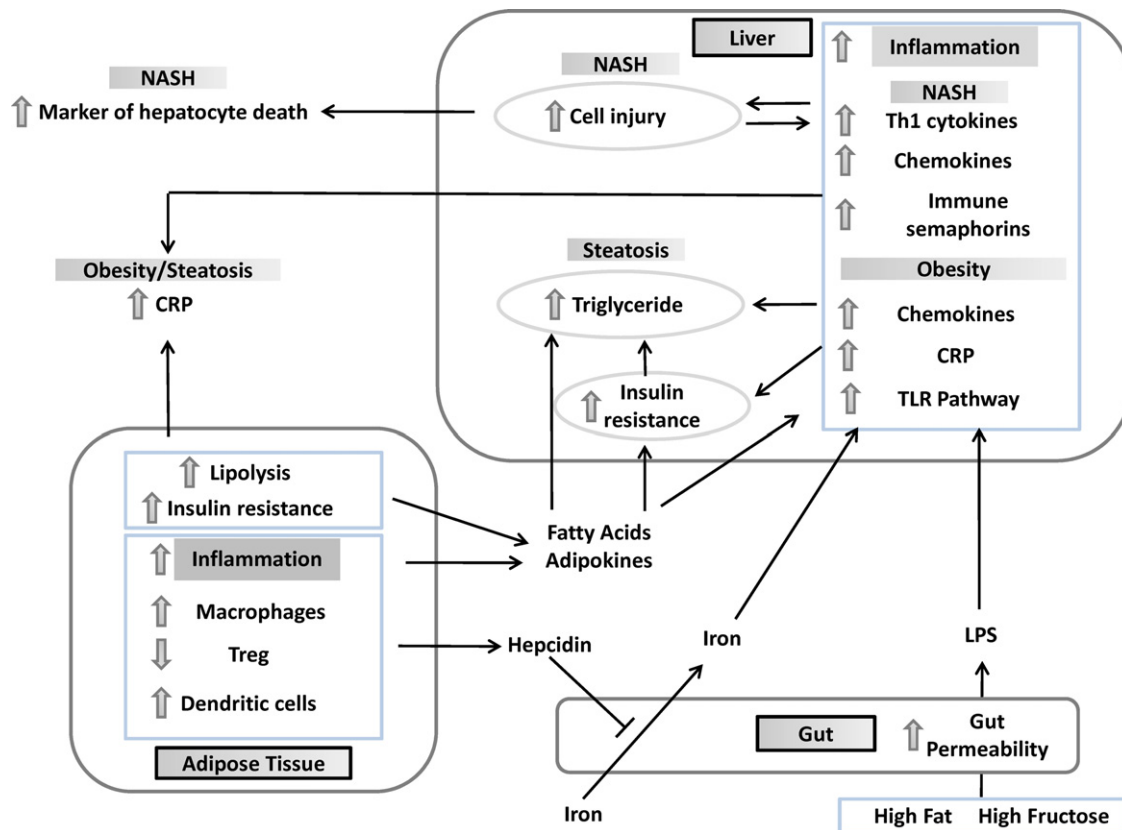 Liver
Inflammation
NASH
Th1 cytokines
Chemokines
Immune
semaphorins
Obesity
Chemokines
CRP
TLR Pathway
NASH
Cell injury
NASH
Marker of hepatocyte death
Obesity/Steatosis
CRP
Steatosis
Triglyceride
Insulin
resistance
Lipolysis
Insulin resistance
Inflammation
Macrophages
Treg
Dendritic cells
Adipose Tissue
Fatty Acids
Adipokines
Hepcidin
Iron
LPS
Gut
Gut
Permeability
Iron
High Fat High Fructose